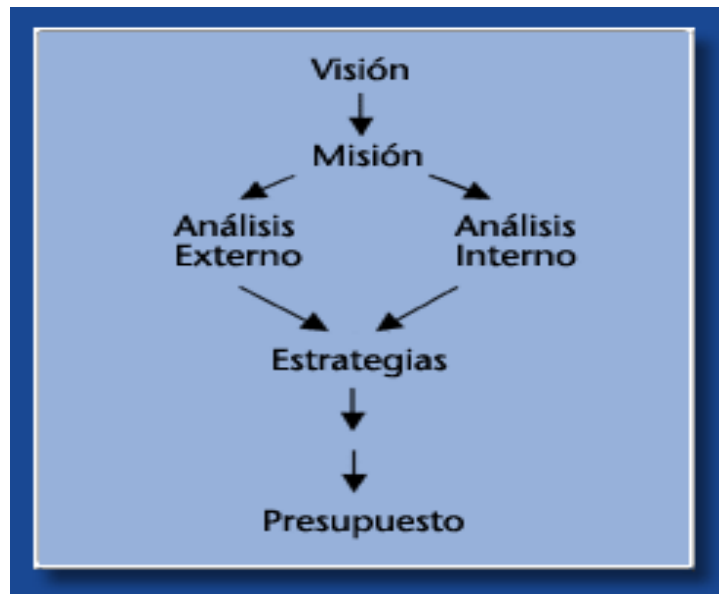 Visión
Misión
Análisis
Externo
Análisis
Interno
Estrategias
Presupuesto